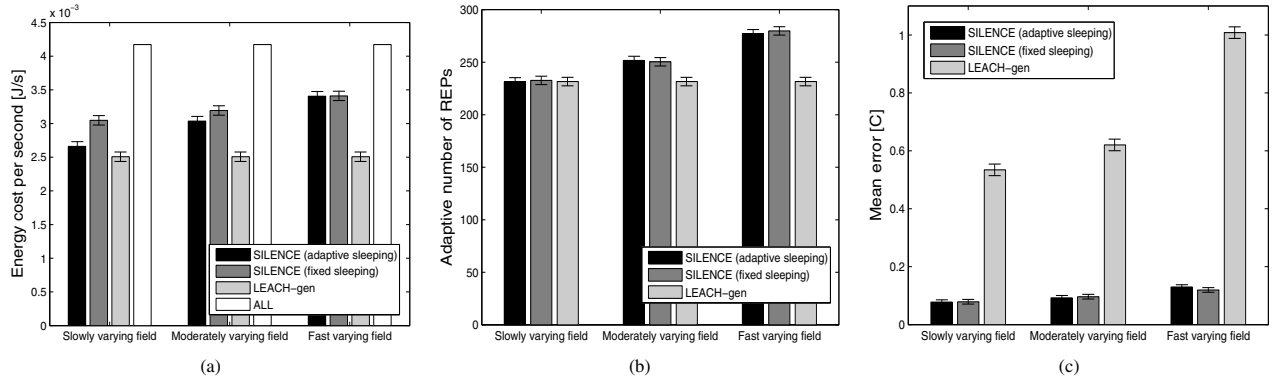 x 10⁻³
4.5
4
3.5
3
2.5
2
1.5
1
0.5
0
Energy cost per second [J/s]
SILENCE (adaptive sleeping)
SILENCE (fixed sleeping)
LEACH−gen
ALL
Slowly varying field
Moderately varying field
Fast varying field
(a)
300
250
200
150
100
50
0
Adaptive number of REPs
SILENCE (adaptive sleeping)
SILENCE (fixed sleeping)
LEACH−gen
Slowly varying field
Moderately varying field
Fast varying field
(b)
1
0.8
0.6
0.4
0.2
0
Mean error [C]
SILENCE (adaptive sleeping)
SILENCE (fixed sleeping)
LEACH−gen
Slowly varying field
Moderately varying field
Fast varying field
(c)